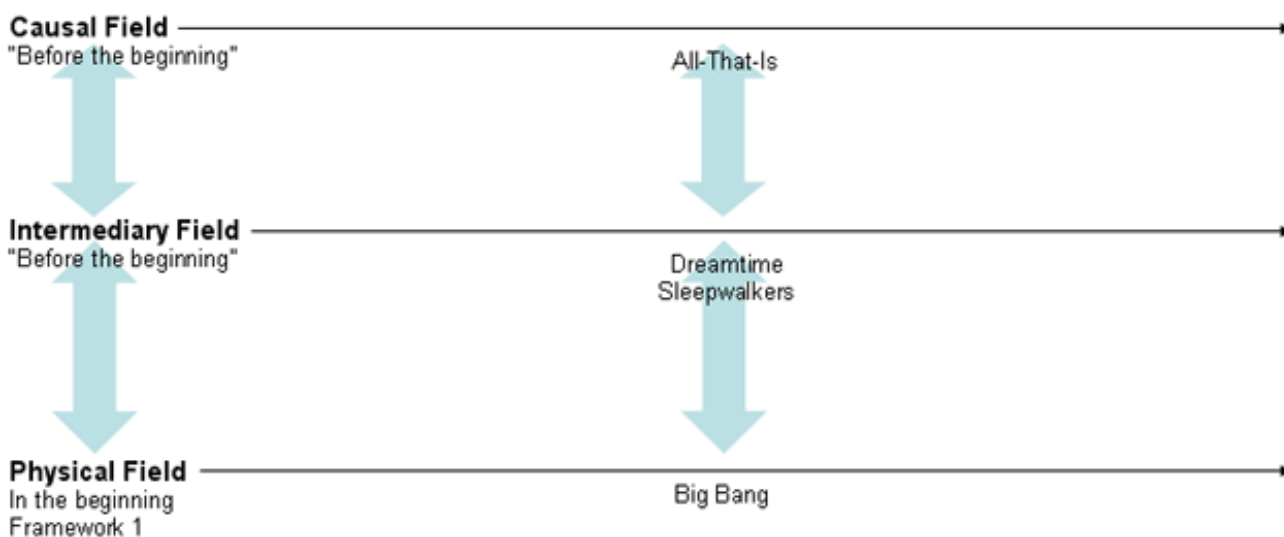 Causal Field
"Before the beginning"
All-That-Is
Intermediary Field
"Before the beginning"
Dreamtime
Sleepwalkers
Physical Field
In the beginning
Framework 1
Big Bang